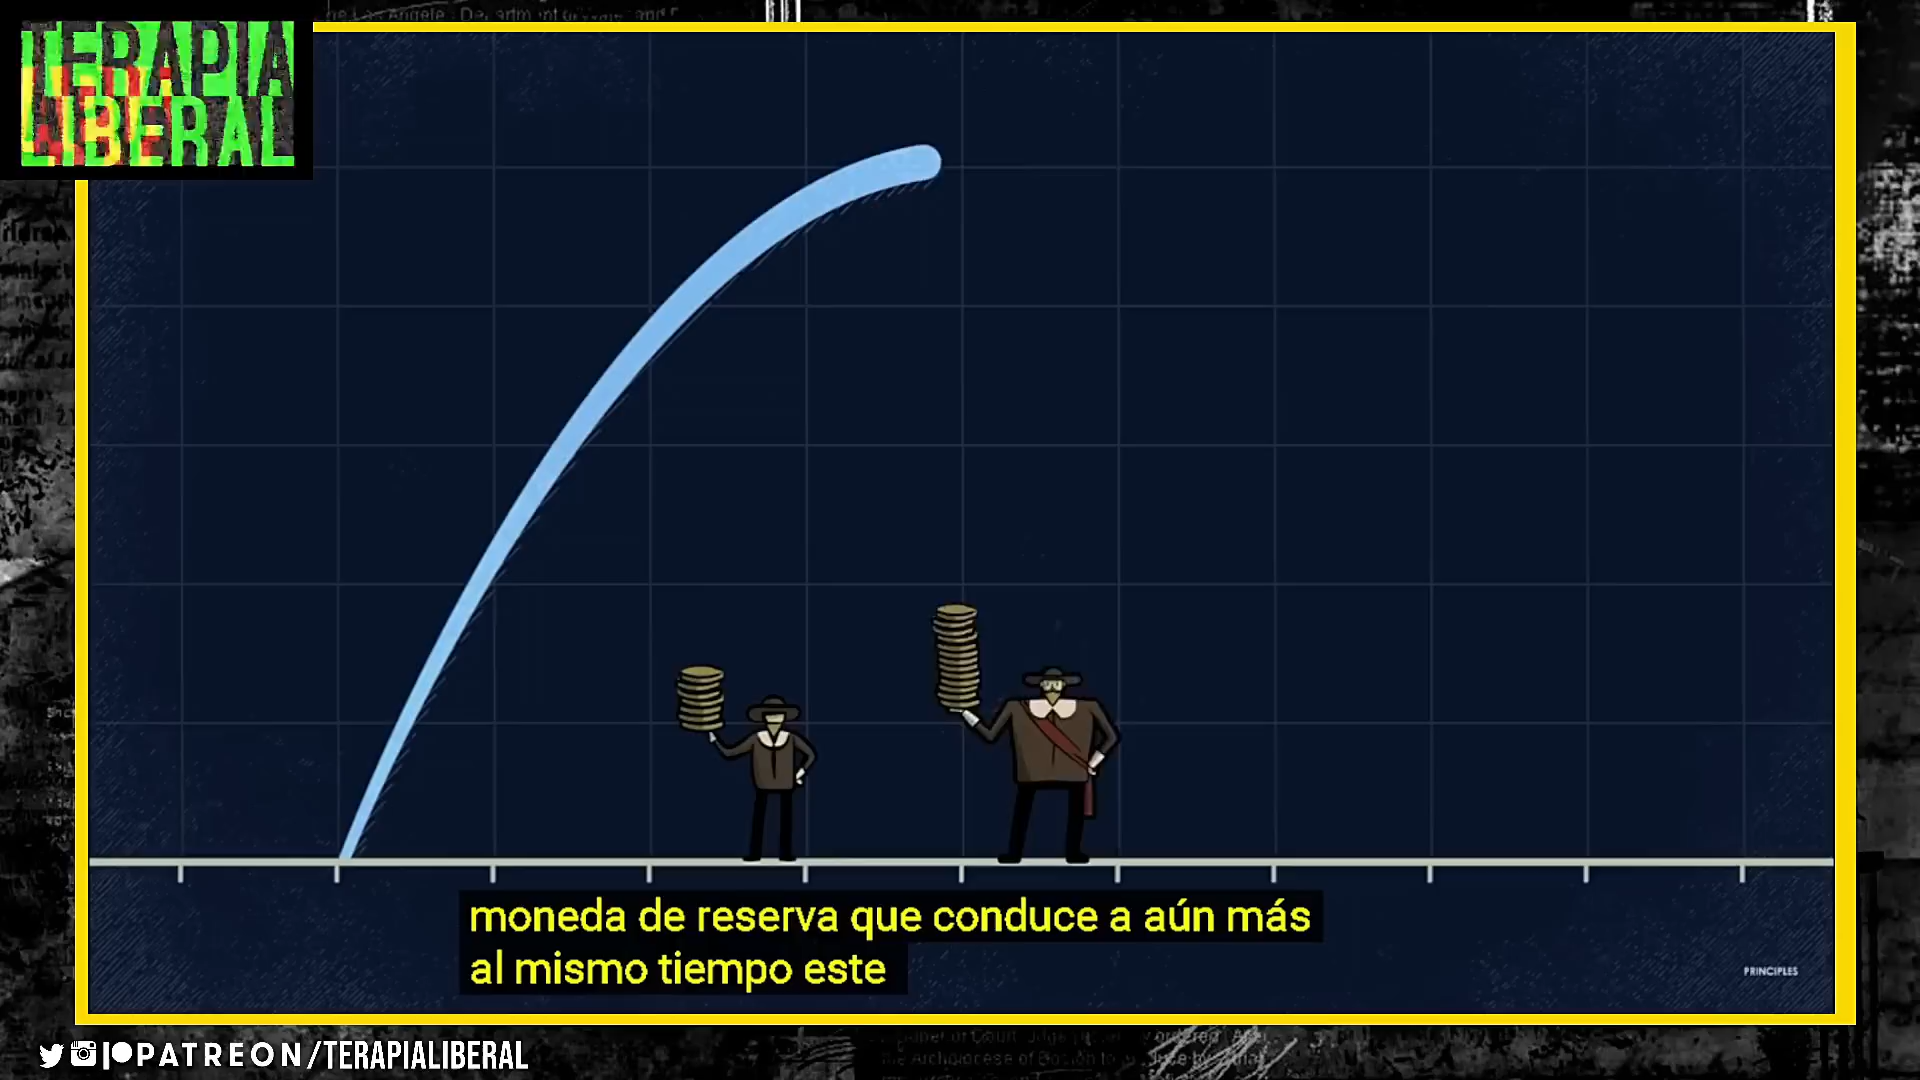 TERAPIA
LIBERAL
moneda de reserva que conduce a aún más
al mismo tiempo este
PRINCIPLES
PATREON/TERAPIALIBERAL